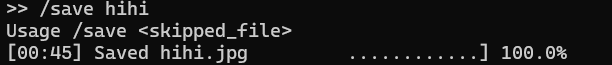 >> /save hihi
Usage /save <skipped_file>
[00:45] Saved hihi.jpg         ............] 100.0%